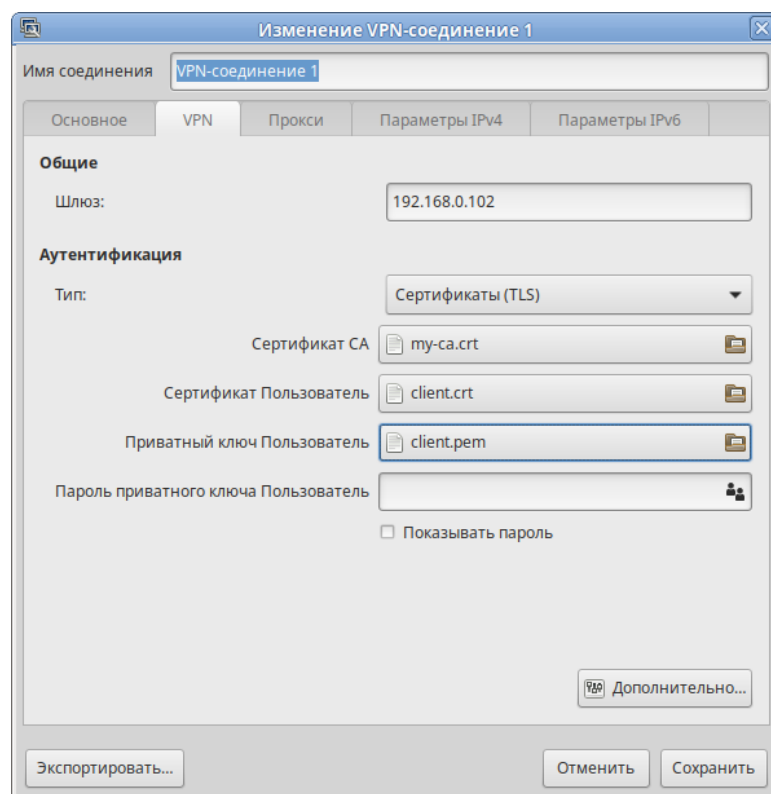 Изменение VPN-соединение 1
Имя соединения VPN-соединение 1
Основное VPN Прокси Параметры IPv4 Параметры IPv6
Общие
Шлюз: 192.168.0.102
Аутентификация
Тип: Сертификаты (TLS)
Сертификат CA my-ca.crt
Сертификат Пользователь client.crt
Приватный ключ Пользователь client.pem
Пароль приватного ключа Пользователь
Показывать пароль
Дополнительно...
Экспортировать... Отменить Сохранить